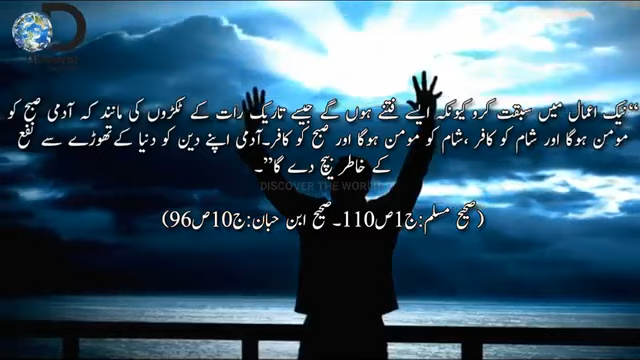 “نیک اعمال میں سبقت کرو کیونکہ ایسے فتنے ہوں گے جیسے تاریک رات کے ٹکڑوں کی مانند کہ آدمی صبح کو
مؤمن ہوگا اور شام کو کافر ،شام کو مومن ہوگا اور صبح کو کافر۔آدمی اپنے دین کو دنیا کے تھوڑے سے نفع
کے خاطر بیچ دے گا”۔
DISCOVER THE WORLD
(صحیح مسلم:ج1ص110۔صحیح ابن حبان:ج10ص96)